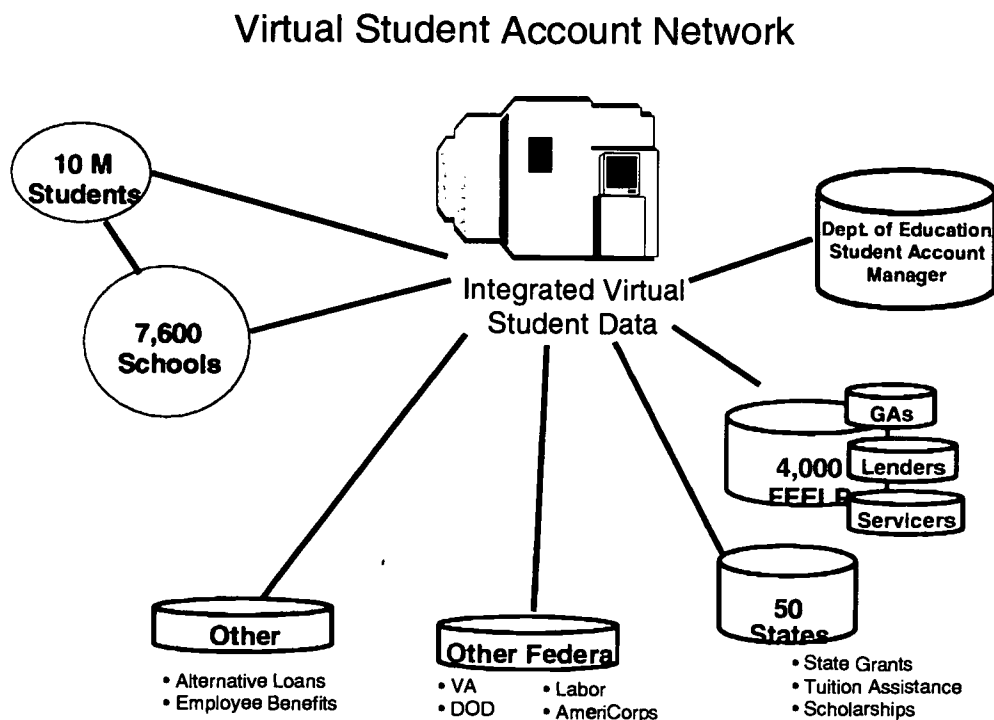 Virtual Student Account Network
10 M
Students
7,600
Schools
Integrated Virtual
Student Data
Dept. of Education
Student Account
Manager
GAs
4,000
Lenders
Servicers
50
States
• State Grants
• Tuition Assistance
• Scholarships
Other Federa
• VA
• Labor
• DOD
• AmeriCorps
Other
• Alternative Loans
• Employee Benefits